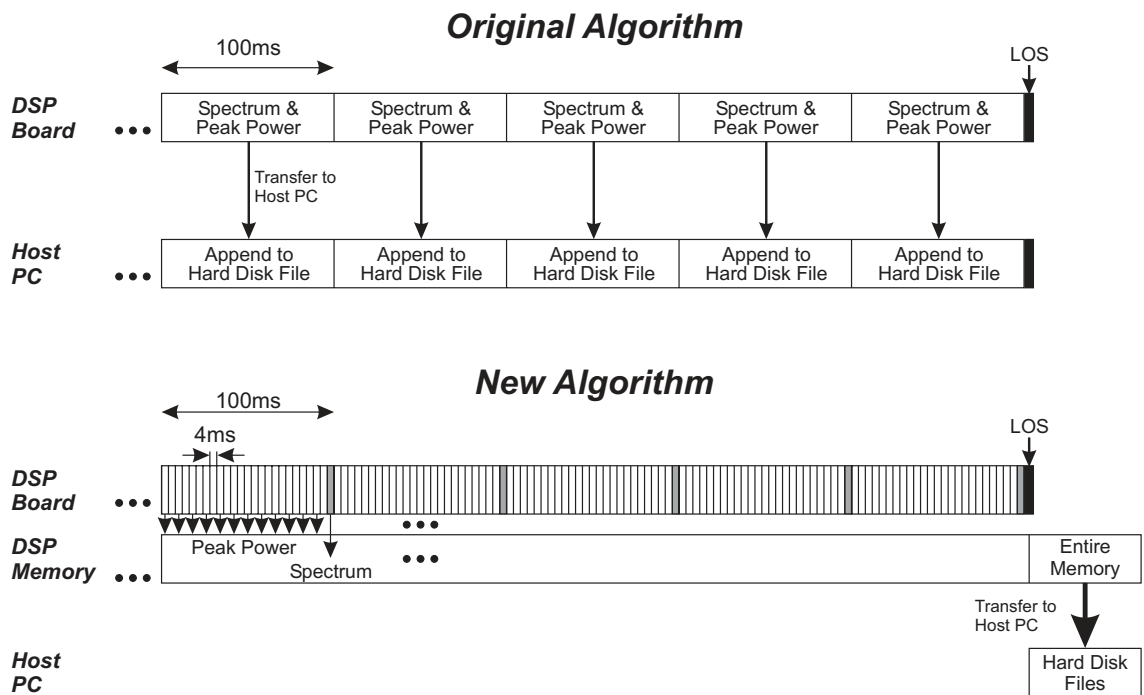 Original Algorithm
100ms
LOS
DSP
Board
Spectrum &
Peak Power
Spectrum &
Peak Power
Spectrum &
Peak Power
Spectrum &
Peak Power
Spectrum &
Peak Power
Transfer to
Host PC
Host
PC
Append to
Hard Disk File
Append to
Hard Disk File
Append to
Hard Disk File
Append to
Hard Disk File
Append to
Hard Disk File
New Algorithm
100ms
4ms
LOS
DSP
Board
DSP
Memory
Peak Power
Spectrum
Entire
Memory
Transfer to
Host PC
Host
PC
Hard Disk
Files